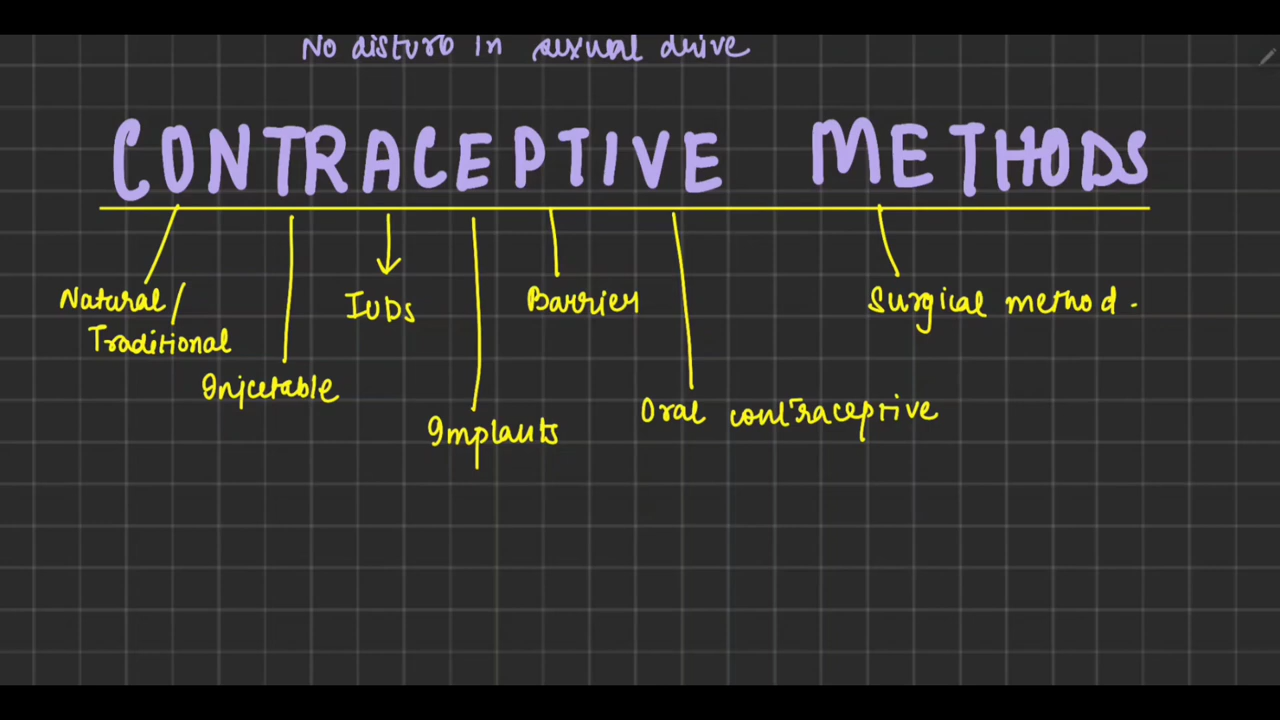 No disturb in sexual drive
CONTRACEPTIVE METHODS
Natural/
Traditional
Injectable
IUDs
Implants
Barrier
Oral contraceptive
Surgical method.